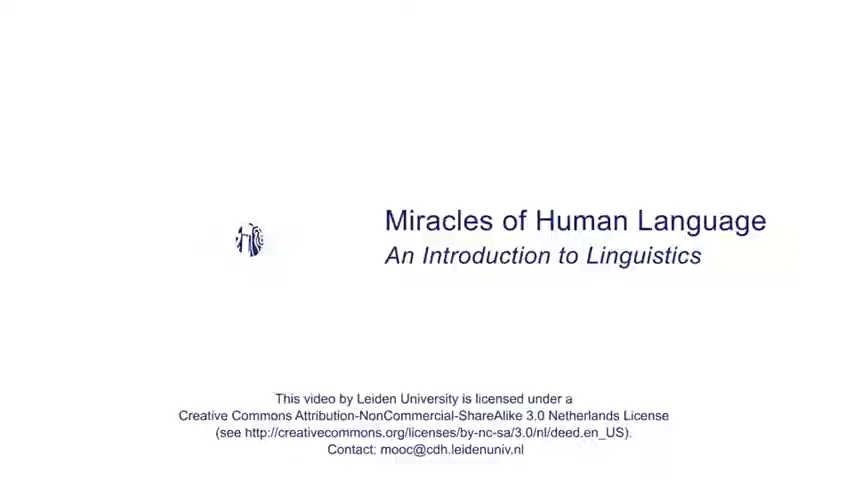 Miracles of Human Language
An Introduction to Linguistics
This video by Leiden University is licensed under a
Creative Commons Attribution-NonCommercial-ShareAlike 3.0 Netherlands License
(see http://creativecommons.org/licenses/by-nc-sa/3.0/nl/deed.en_US).
Contact: mooc@cdh.leidenuniv.nl